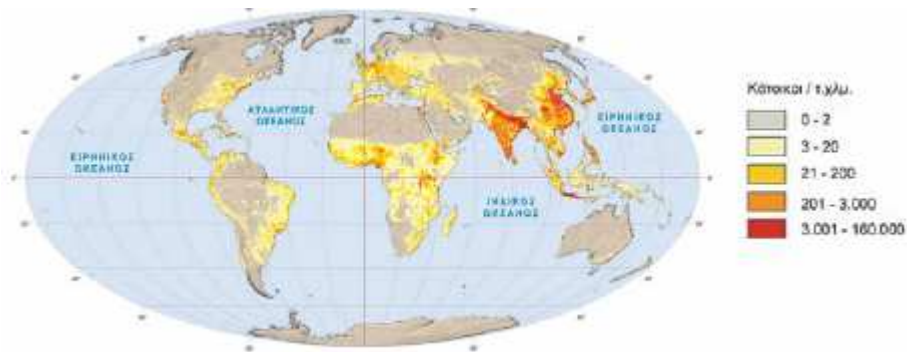 ΑΤΛΑΝΤΙΚΟΣ
ΩΚΕΑΝΟΣ
ΕΙΡΗΝΙΚΟΣ
ΩΚΕΑΝΟΣ
ΕΙΡΗΝΙΚΟΣ
ΩΚΕΑΝΟΣ
ΙΝΔΙΚΟΣ
ΩΚΕΑΝΟΣ
Κάτοικοι / τ.χλμ.
0 - 2
3 - 20
21 - 200
201 - 3.000
3.001 - 160.000